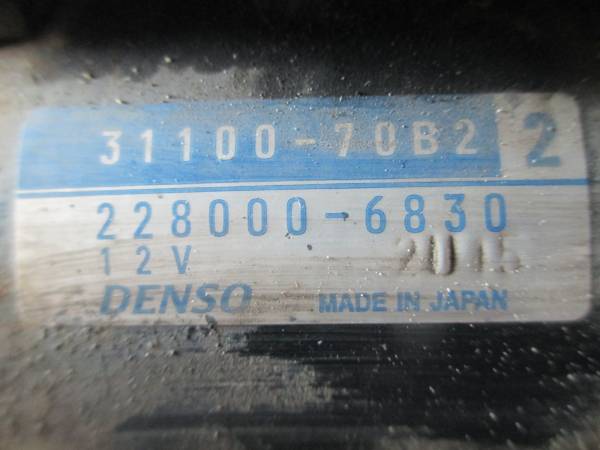 31100-70B2 2
228000-6830
12V
DENSO MADE IN JAPAN